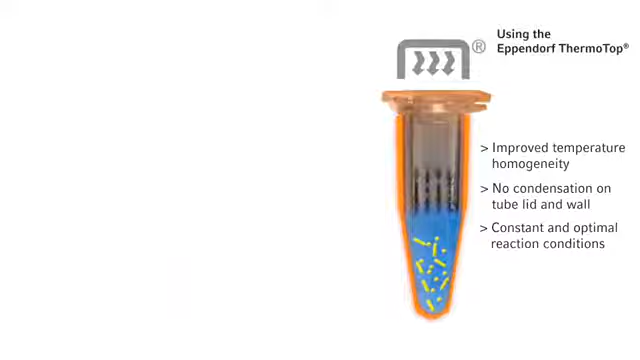 Using the
Eppendorf ThermoTop®
®
> Improved temperature
homogeneity
> No condensation on
tube lid and wall
> Constant and optimal
reaction conditions